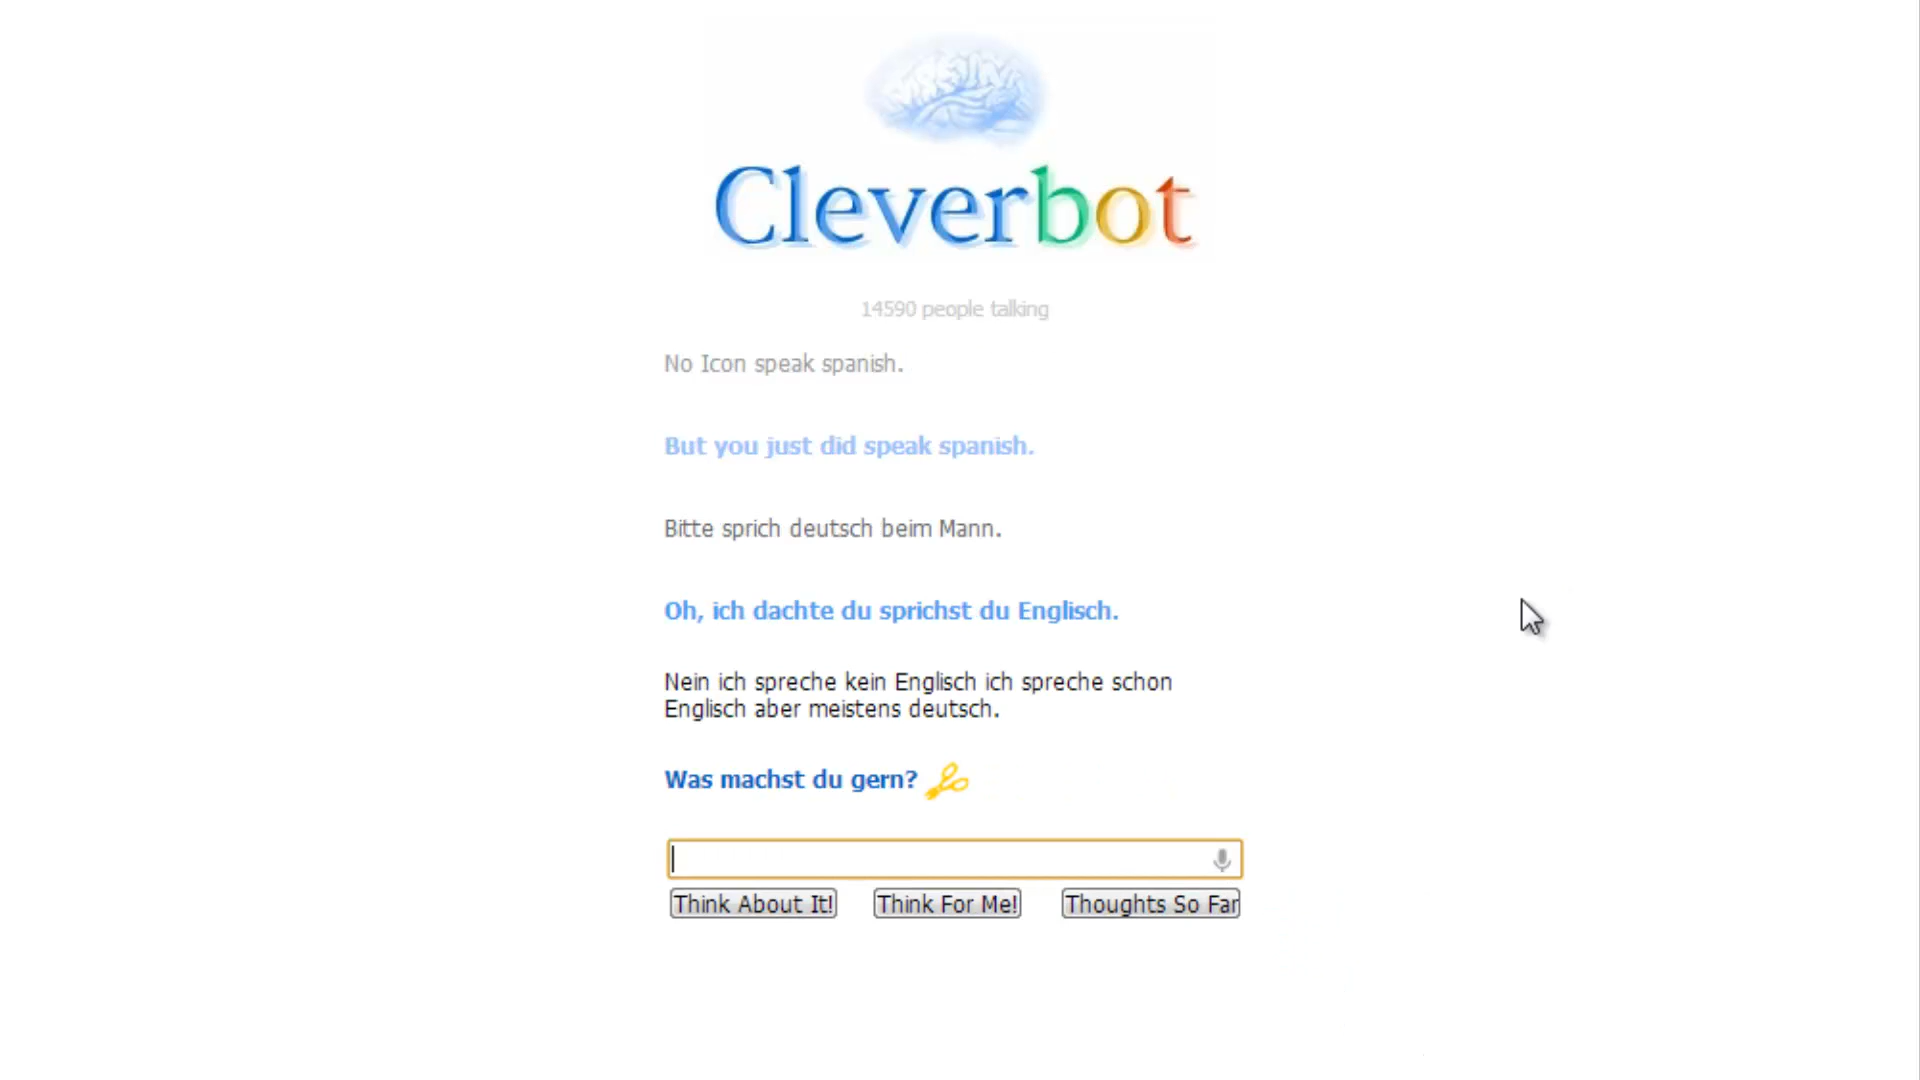 Cleverbot
14590 people talking
No Icon speak spanish.
But you just did speak spanish.
Bitte sprich deutsch beim Mann.
Oh, ich dachte du sprichst du Englisch.
Nein ich spreche kein Englisch ich spreche schon
Englisch aber meistens deutsch.
Was machst du gern?
Think About It! Think For Me! Thoughts So Far